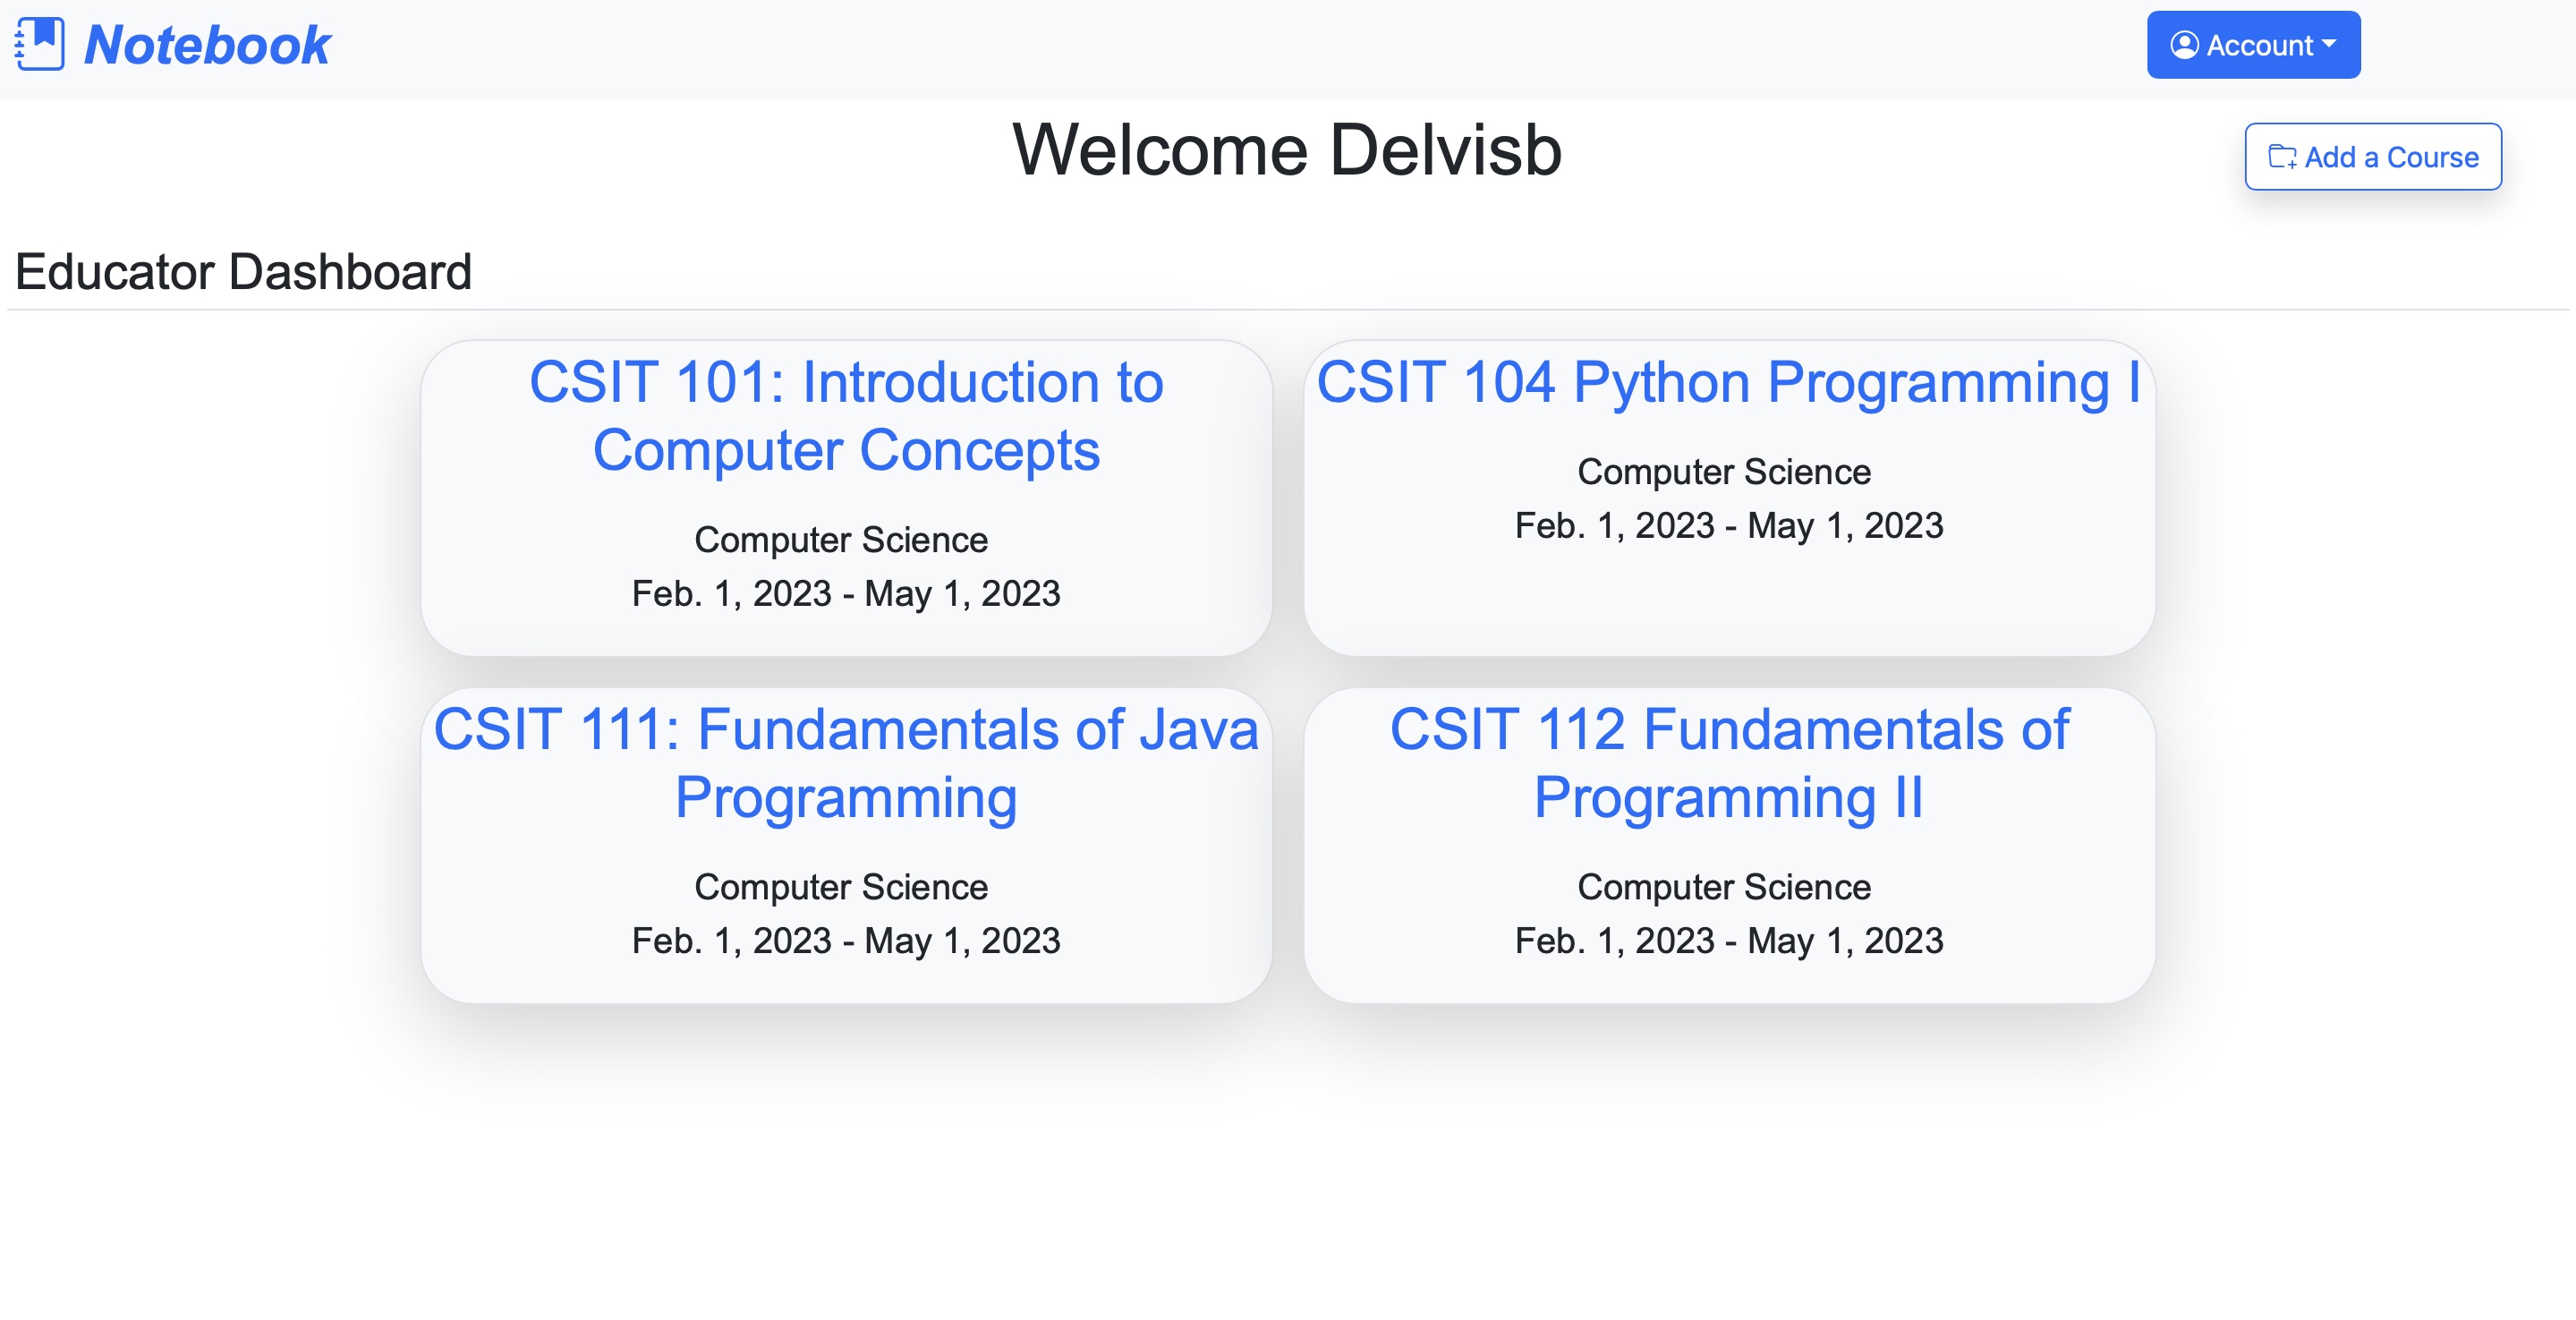 Notebook
Account
Welcome Delvisb
Add a Course
Educator Dashboard
CSIT 101: Introduction to
Computer Concepts
Computer Science
Feb. 1, 2023 - May 1, 2023
CSIT 104 Python Programming I
Computer Science
Feb. 1, 2023 - May 1, 2023
CSIT 111: Fundamentals of Java
Programming
Computer Science
Feb. 1, 2023 - May 1, 2023
CSIT 112 Fundamentals of
Programming II
Computer Science
Feb. 1, 2023 - May 1, 2023